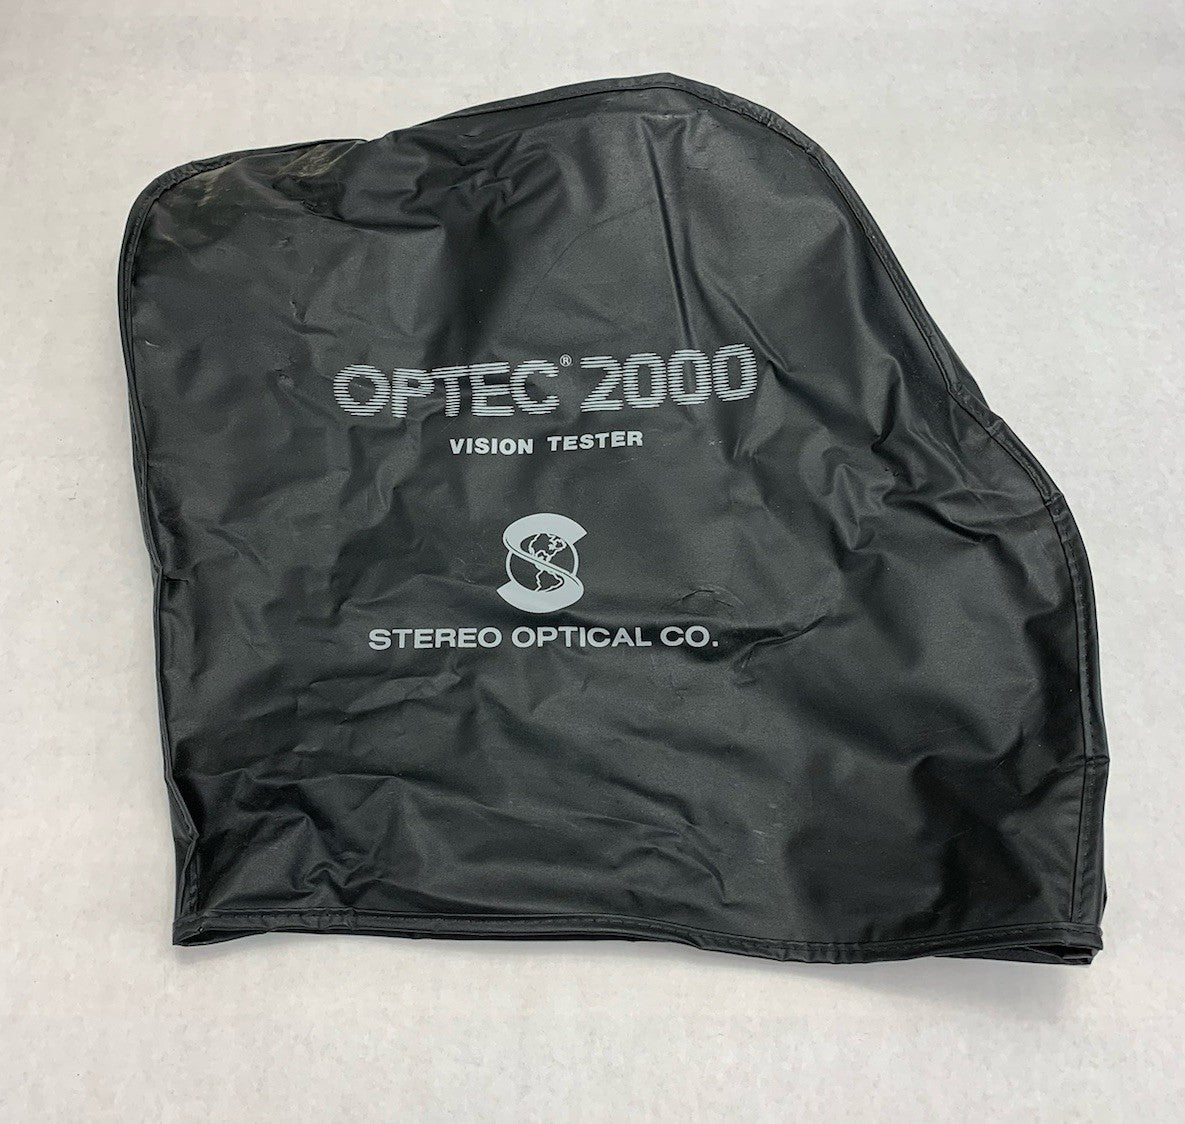 OPTEC® 2000
VISION TESTER
STEREO OPTICAL CO.